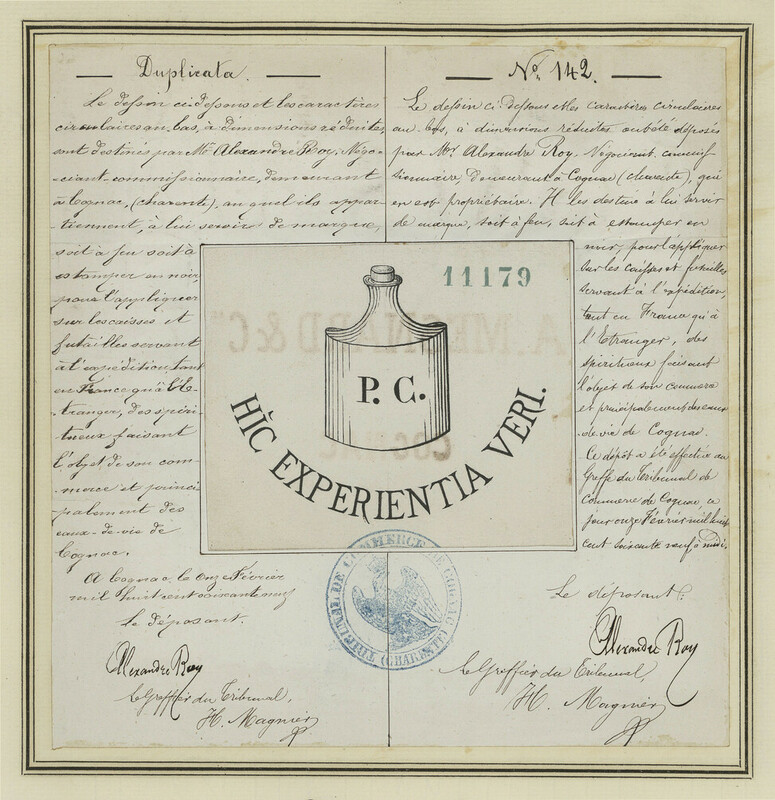 Duplicata.
Le dessin ci-dessous et les caractères
circulaires au bas, à dimensions réduites,
sont destinés par Mr Alexandre Roy, Négo-
ciant-commissionnaire, demeurant
à Cognac, (charente), auquel ils appar-
tiennent, à lui servir de marque,
soit à feu soit à
estamper en noir,
pour l'appliquer
sur les caisses et
futailles servant
à l'expédition, tant
en France qu'à l'E-
tranger, des spiri-
tueux faisant
l'objet de son com-
merce et princi-
palement des
eaux-de-vie de
Cognac.
A Cognac, le onze Février
mil huit cent soixante neuf
Le déposant.
Alexandre Roy
Le Greffier du Tribunal,
H. Magnier
No. 142.
Le dessin ci-dessous et les caractères circulaires
au bas, à dimensions réduites ont été déposés
par Mr Alexandre Roy, Négociant commis-
sionnaire, demeurant à Cognac (charente), qui
en est propriétaire. Il les destine à lui servir
de marque, soit à feu, soit à estamper en
noir, pour l'appliquer
sur les caisses et futailles
servant à l'expédition,
tant en France qu'à
l'Etranger, des
spiritueux faisant
l'objet de son commerce
et principalement des eaux-
de-vie de Cognac.
Ce dépôt a été effectué au
Greffe du Tribunal de
Commerce de Cognac, ce
jour onze Février mil huit
cent soixante neuf à midi.
Le déposant.
Alexandre Roy
Le Greffier du Tribunal,
H. Magnier
11179
A. MESNARD & Cie
COGNAC
P. C.
HIC EXPERIENTIA VERI.
TRIBUNAL DE COMMERCE DE COGNAC
(CHARENTE)